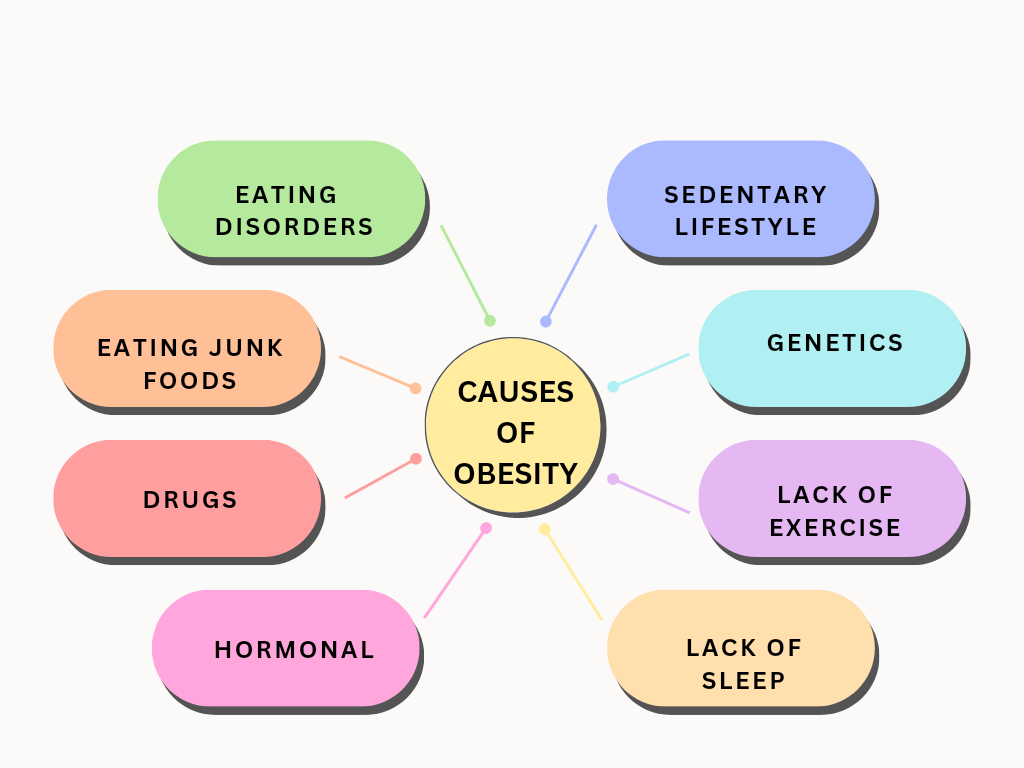 EATING
DISORDERS
SEDENTARY
LIFESTYLE
EATING JUNK
FOODS
GENETICS
CAUSES
OF
OBESITY
DRUGS
LACK OF
EXERCISE
HORMONAL
LACK OF
SLEEP